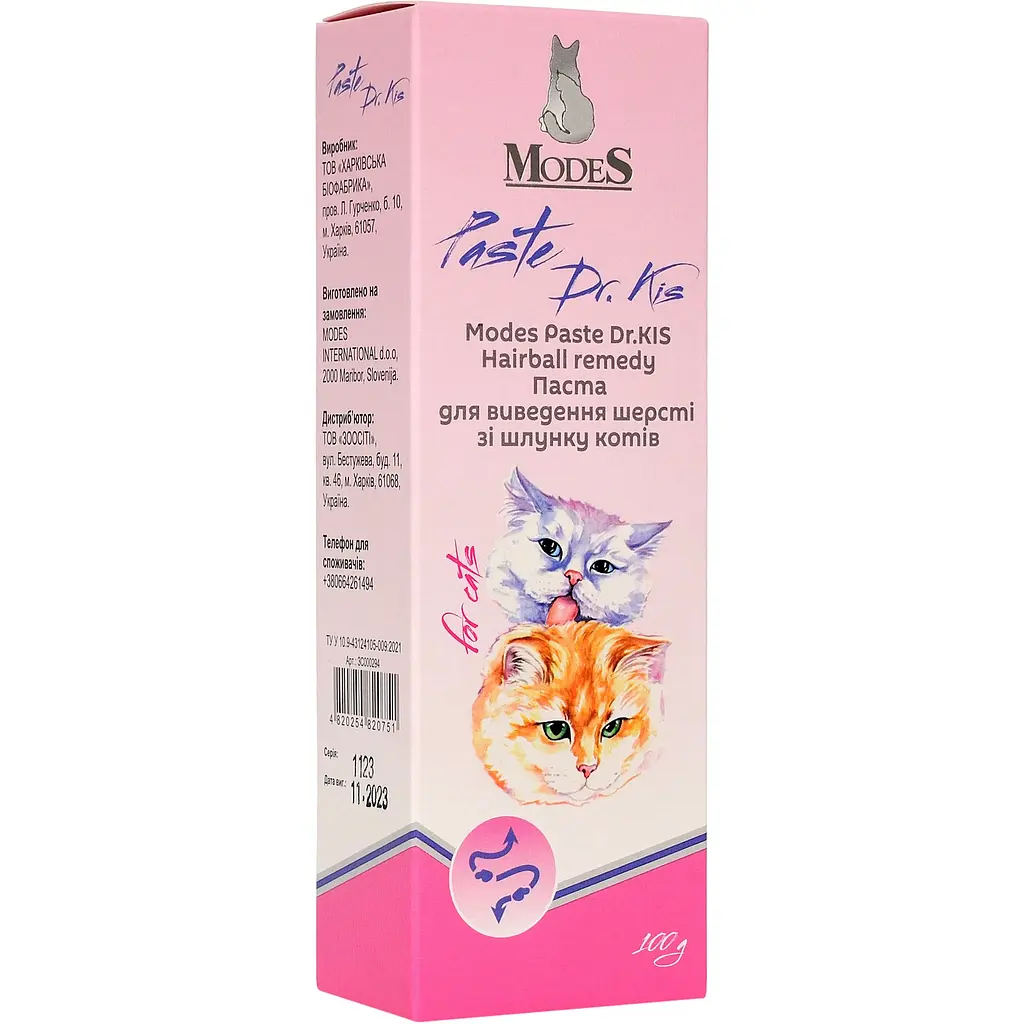 Paste
Dr. Kis
Виробник:
ТОВ «ХАРКІВСЬКА
БІОФАБРИКА»,
пров. Л. Гурченко, б. 10,
м. Харків, 61057,
Україна.
Виготовлено на
замовлення:
MODES
INTERNATIONAL d.o.o,
2000 Maribor, Slovenija.
Дистриб'ютор:
ТОВ «ЗООСІТІ»,
вул. Бестужева, буд. 11,
кв. 46, м. Харків, 61068,
Україна.
Телефон для
споживачів:
+380664261494
ТУ У 10.9-43124105-009:2021
Арт.: ЗС000294
4 820254 820751
Серія:
1123
Дата виг.:
11.2023
MODES
Paste
Dr. Kis
Modes Paste Dr.KIS
Hairball remedy
Паста
для виведення шерсті
зі шлунку котів
for cats
100 g